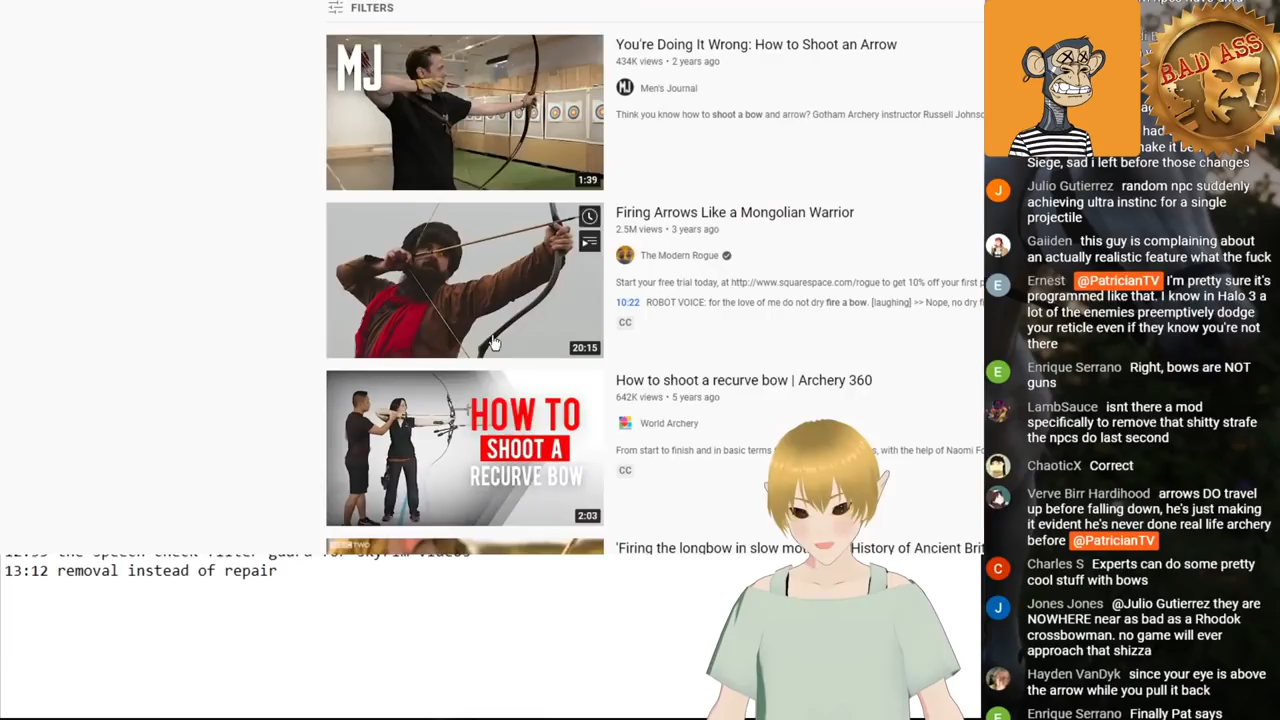 FILTERS
MJ
1:39
You're Doing It Wrong: How to Shoot an Arrow
434K views • 2 years ago
MJ Men's Journal
Think you know how to shoot a bow and arrow? Gotham Archery instructor Russell Johnso
20:15
Firing Arrows Like a Mongolian Warrior
2.5M views • 3 years ago
The Modern Rogue
Start your free trial today, at http://www.squarespace.com/rogue to get 10% off your first p
10:22 ROBOT VOICE: for the love of me do not dry fire a bow. [laughing] >> Nope, no dry fi
CC
HOW TO
SHOOT A
RECURVE BOW
2:03
How to shoot a recurve bow | Archery 360
642K views • 5 years ago
World Archery
From start to finish and in basic terms
, with the help of Naomi Fo
CC
'Firing the longbow in slow mot
History of Ancient Brit
13:12 removal instead of repair
BAD ASS
had
make it be
Siege, sad i left before those changes
J Julio Gutierrez random npc suddenly
achieving ultra instinc for a single
projectile
Gaiiden this guy is complaining about
an actually realistic feature what the fuck
E Ernest @PatricianTV I'm pretty sure it's
programmed like that. I know in Halo 3 a
lot of the enemies preemptively dodge
your reticle even if they know you're not
there
E Enrique Serrano Right, bows are NOT
guns
LambSauce isnt there a mod
specifically to remove that shitty strafe
the npcs do last second
ChaoticX Correct
Verve Birr Hardihood arrows DO travel
up before falling down, he's just making
it evident he's never done real life archery
before @PatricianTV
C Charles S Experts can do some pretty
cool stuff with bows
J Jones Jones @Julio Gutierrez they are
NOWHERE near as bad as a Rhodok
crossbowman. no game will ever
approach that shizza
Hayden VanDyk since your eye is above
the arrow while you pull it back
E Enrique Serrano Finally Pat says